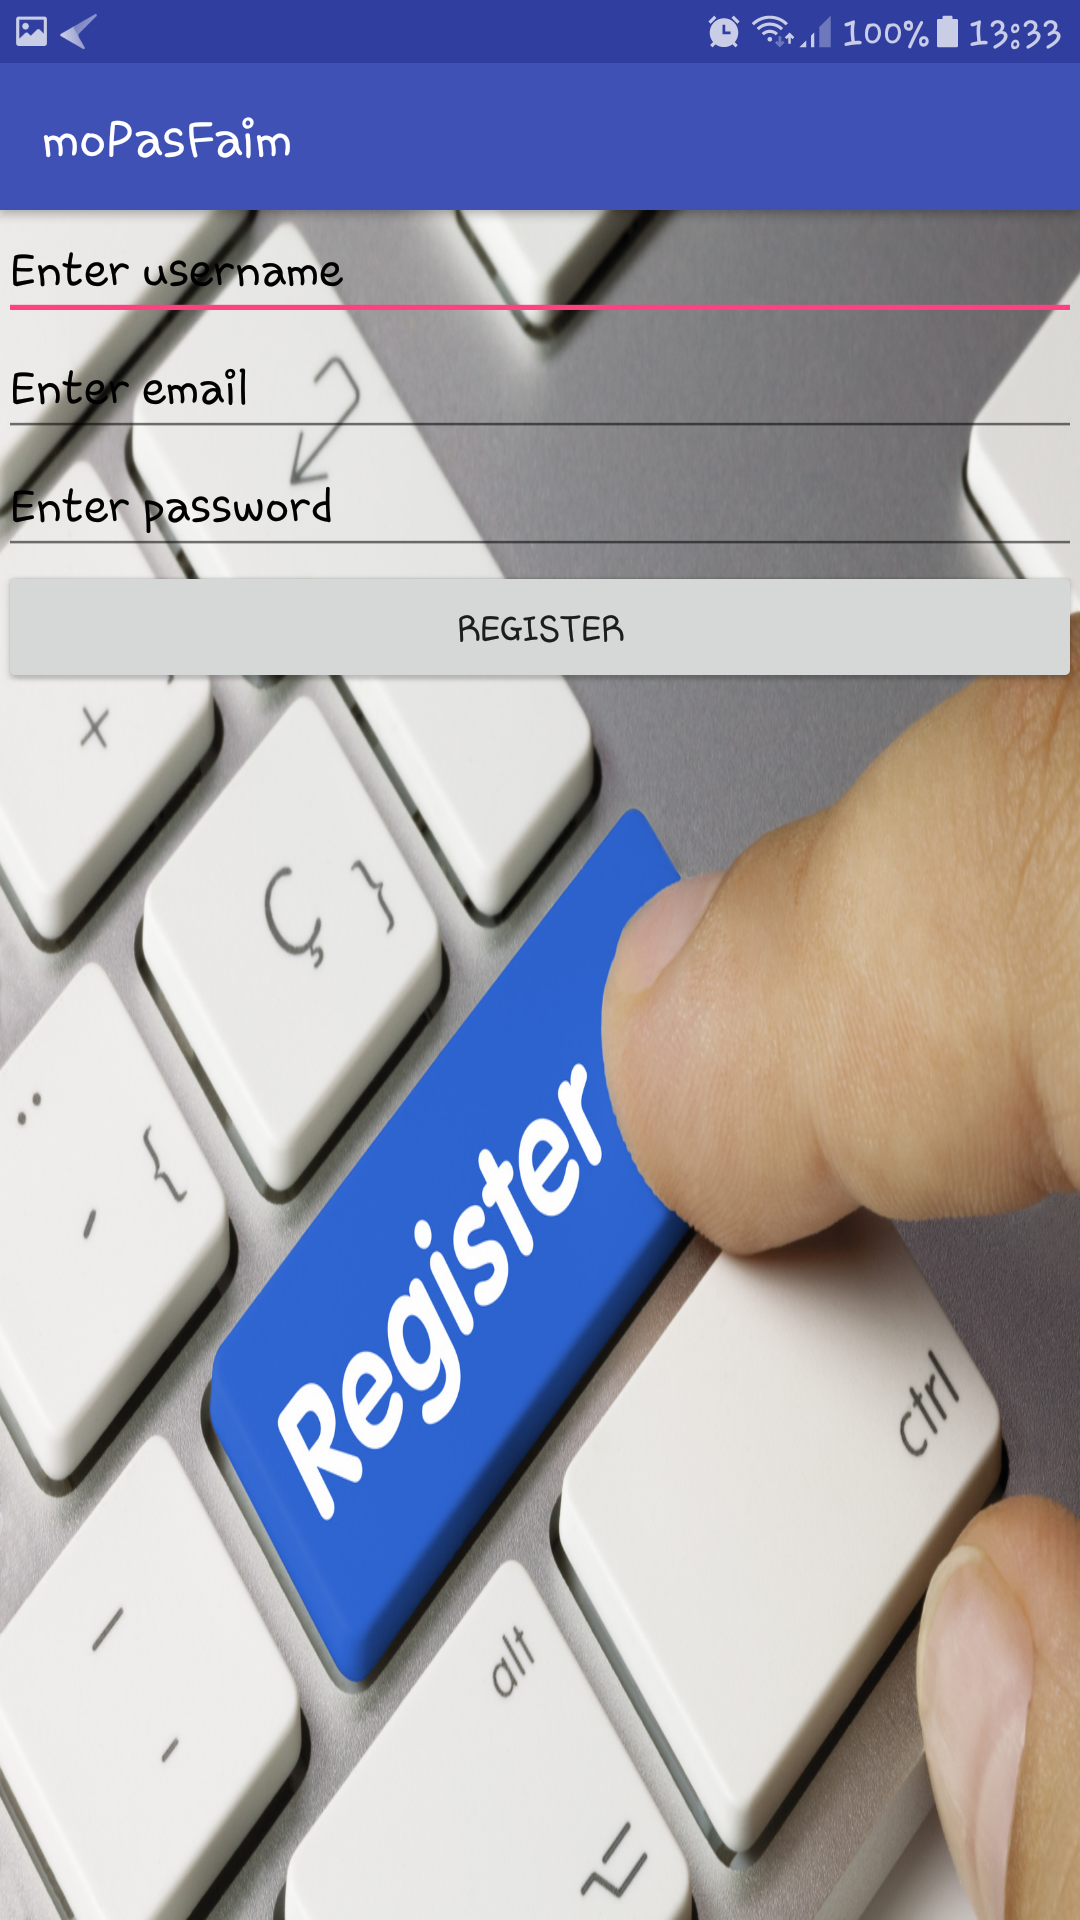 100% 13:33
moPasFaim
Enter username
Enter email
Enter password
REGISTER
x
Ç }
¨ {
-
Register
ctrl
_
-
alt
⌥